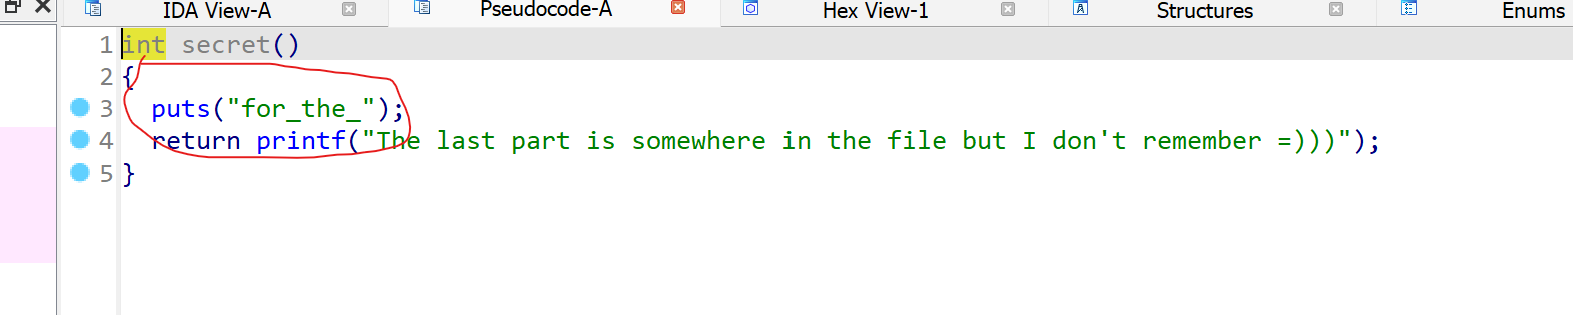 IDA View-A Pseudocode-A Hex View-1 Structures Enums
1 int secret()
2 {
3 puts("for_the_");
4 return printf("The last part is somewhere in the file but I don't remember =)))");
5 }